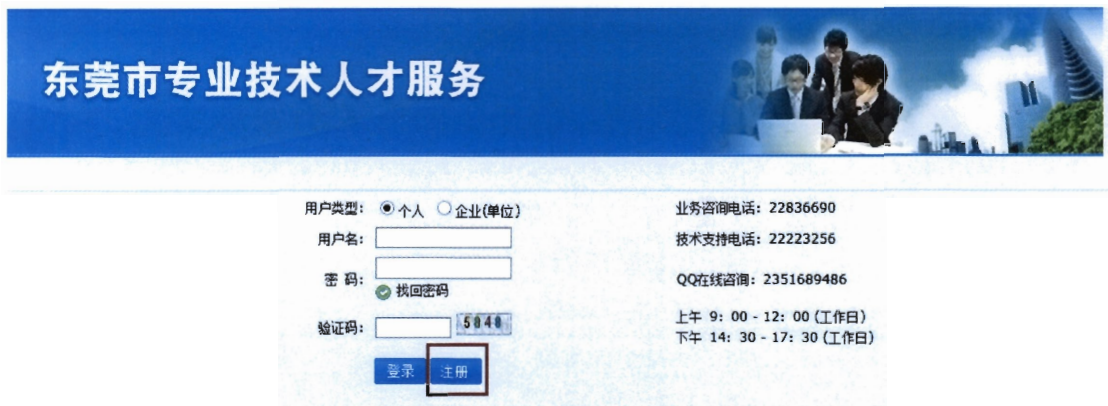 东莞市专业技术人才服务
用户类型： 个人 企业(单位)
用户名：
密 码：
找回密码
验证码： 5040
登录 注册
业务咨询电话：22836690
技术支持电话：22223256
QQ在线咨询：2351689486
上午 9：00 - 12：00 (工作日)
下午 14：30 - 17：30 (工作日)